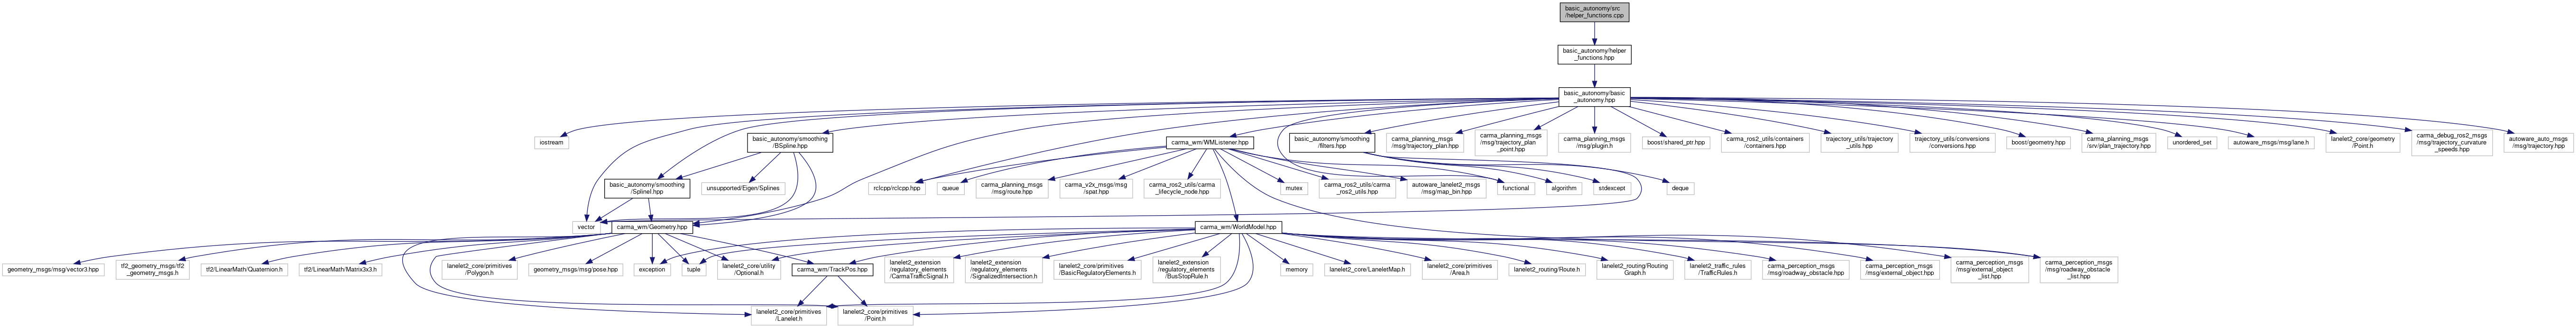 basic_autonomy/src
/helper_functions.cpp
basic_autonomy/helper
_functions.hpp
basic_autonomy/basic
_autonomy.hpp
iostream
basic_autonomy/smoothing
/BSpline.hpp
carma_wm/WMListener.hpp
basic_autonomy/smoothing
/filters.hpp
carma_planning_msgs
/msg/trajectory_plan.hpp
carma_planning_msgs
/msg/trajectory_plan
_point.hpp
carma_planning_msgs
/msg/plugin.h
boost/shared_ptr.hpp
carma_ros2_utils/containers
/containers.hpp
trajectory_utils/trajectory
_utils.hpp
trajectory_utils/conversions
/conversions.hpp
boost/geometry.hpp
carma_planning_msgs
/srv/plan_trajectory.hpp
unordered_set
autoware_msgs/msg/lane.h
lanelet2_core/geometry
/Point.h
carma_debug_ros2_msgs
/msg/trajectory_curvature
_speeds.hpp
autoware_auto_msgs
/msg/trajectory.hpp
basic_autonomy/smoothing
/SplineI.hpp
unsupported/Eigen/Splines
rclcpp/rclcpp.hpp
queue
carma_planning_msgs
/msg/route.hpp
carma_v2x_msgs/msg
/spat.hpp
carma_ros2_utils/carma
_lifecycle_node.hpp
mutex
carma_ros2_utils/carma
_ros2_utils.hpp
autoware_lanelet2_msgs
/msg/map_bin.hpp
functional
algorithm
stdexcept
deque
vector
carma_wm/Geometry.hpp
carma_wm/WorldModel.hpp
geometry_msgs/msg/vector3.hpp
tf2_geometry_msgs/tf2
_geometry_msgs.h
tf2/LinearMath/Quaternion.h
tf2/LinearMath/Matrix3x3.h
lanelet2_core/primitives
/Polygon.h
geometry_msgs/msg/pose.hpp
exception
tuple
lanelet2_core/utility
/Optional.h
carma_wm/TrackPos.hpp
lanelet2_extension
/regulatory_elements
/CarmaTrafficSignal.h
lanelet2_extension
/regulatory_elements
/SignalizedIntersection.h
lanelet2_core/primitives
/BasicRegulatoryElements.h
lanelet2_extension
/regulatory_elements
/BusStopRule.h
memory
lanelet2_core/LaneletMap.h
lanelet2_core/primitives
/Area.h
lanelet2_routing/Route.h
lanelet2_routing/Routing
Graph.h
lanelet2_traffic_rules
/TrafficRules.h
carma_perception_msgs
/msg/roadway_obstacle.hpp
carma_perception_msgs
/msg/external_object.hpp
carma_perception_msgs
/msg/external_object
_list.hpp
carma_perception_msgs
/msg/roadway_obstacle
_list.hpp
lanelet2_core/primitives
/Lanelet.h
lanelet2_core/primitives
/Point.h